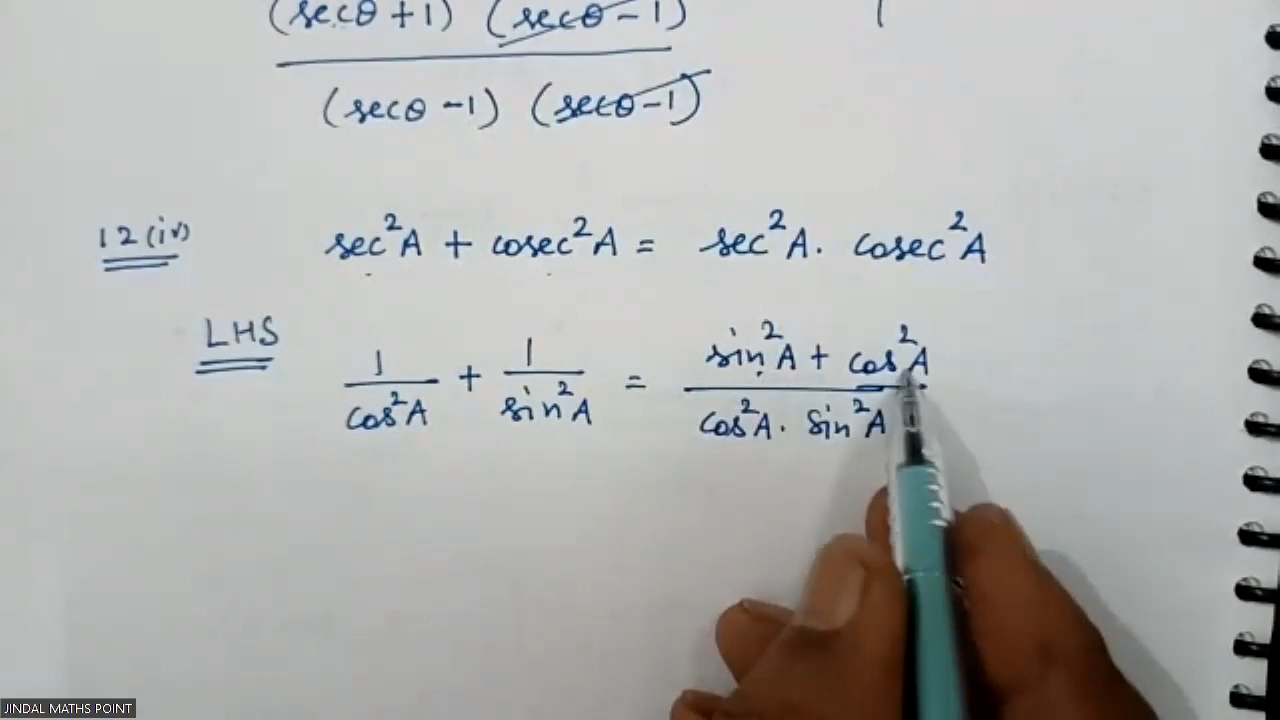 (secθ + 1) (secθ - 1)
(secθ - 1) (secθ - 1)
12(iv) sec²A + cosec²A = sec²A. cosec²A
LHS 1/cos²A + 1/sin²A = sin²A + cos²A / cos²A. sin²A
JINDAL MATHS POINT